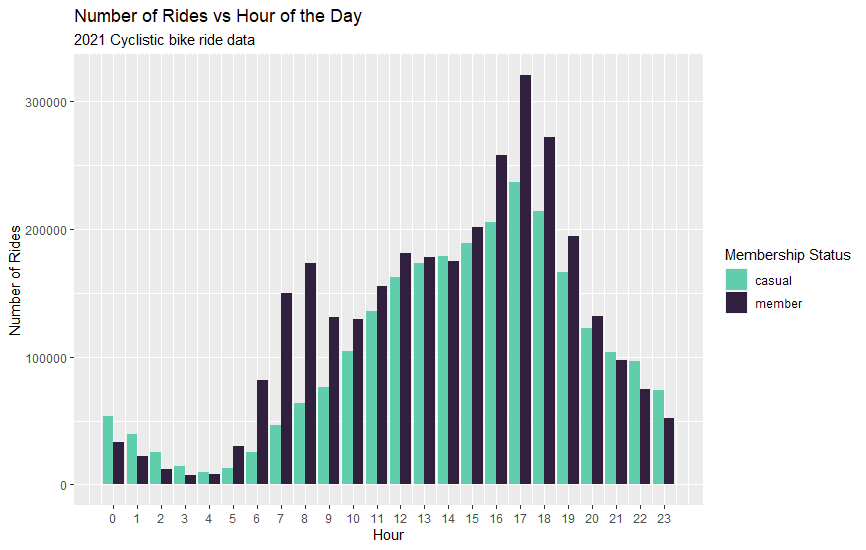 Number of Rides vs Hour of the Day
2021 Cyclistic bike ride data
Number of Rides
300000
200000
100000
0
0 1 2 3 4 5 6 7 8 9 10 11 12 13 14 15 16 17 18 19 20 21 22 23
Hour
Membership Status
casual
member